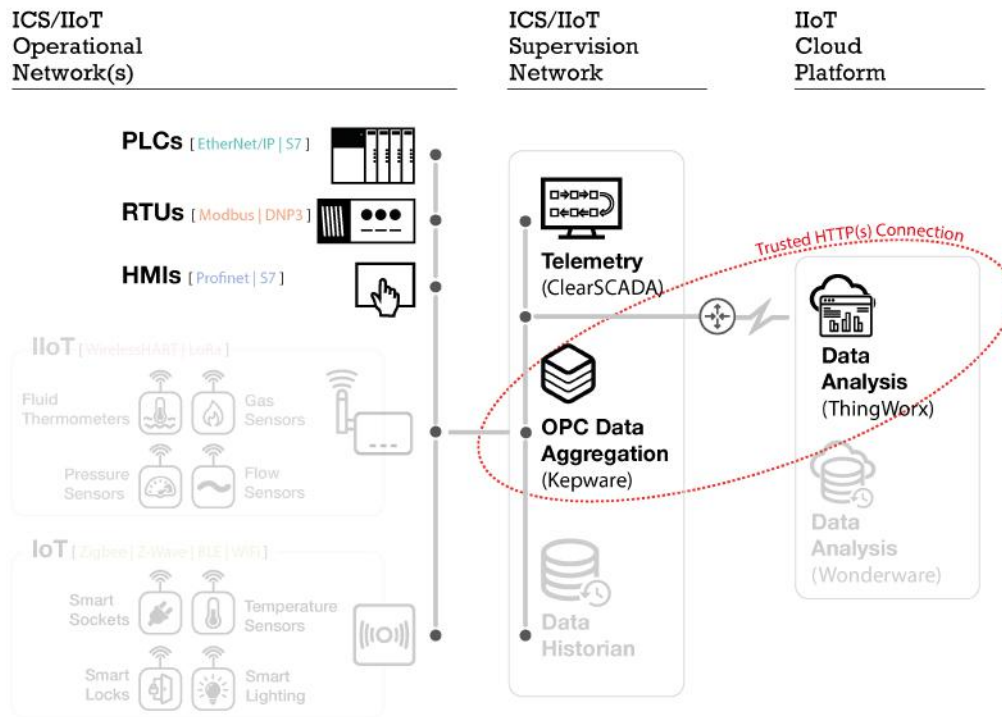 ICS/IIoT
Operational
Network(s)
ICS/IIoT
Supervision
Network
IIoT
Cloud
Platform
PLCs [ EtherNet/IP | S7 ]
RTUs [ Modbus | DNP3 ]
HMIs [ Profinet | S7 ]
IIoT [ WirelessHART | LoRa ]
Fluid
Thermometers
Gas
Sensors
Pressure
Sensors
Flow
Sensors
IoT [ Zigbee | Z-Wave | BLE | WiFi ]
Smart
Sockets
Temperature
Sensors
Smart
Locks
Smart
Lighting
Telemetry
(ClearSCADA)
OPC Data
Aggregation
(Kepware)
Data
Historian
Trusted HTTP(s) Connection
Data
Analysis
(ThingWorx)
Data
Analysis
(Wonderware)